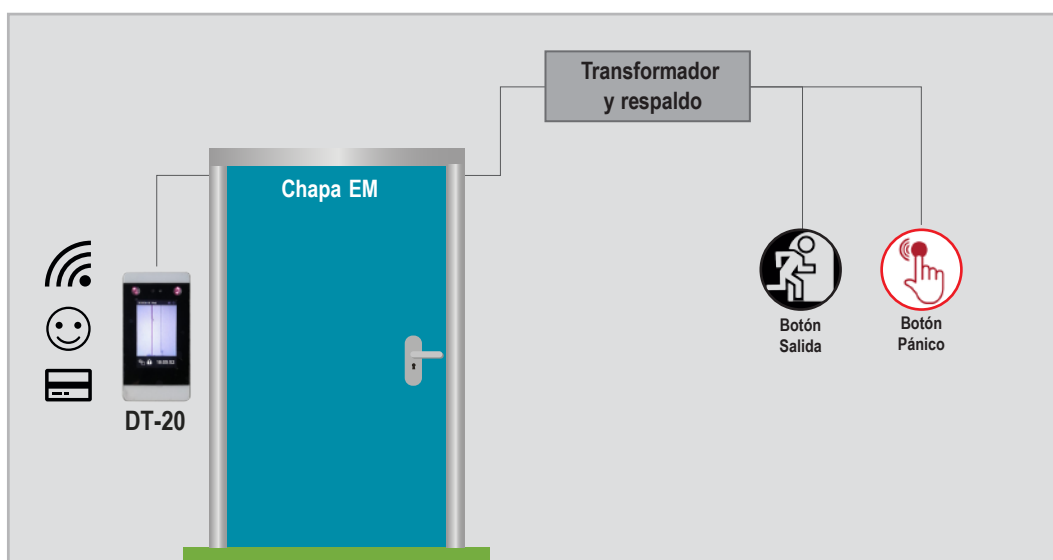 Transformador
y respaldo
Chapa EM
DT-20
Botón
Salida
Botón
Pánico